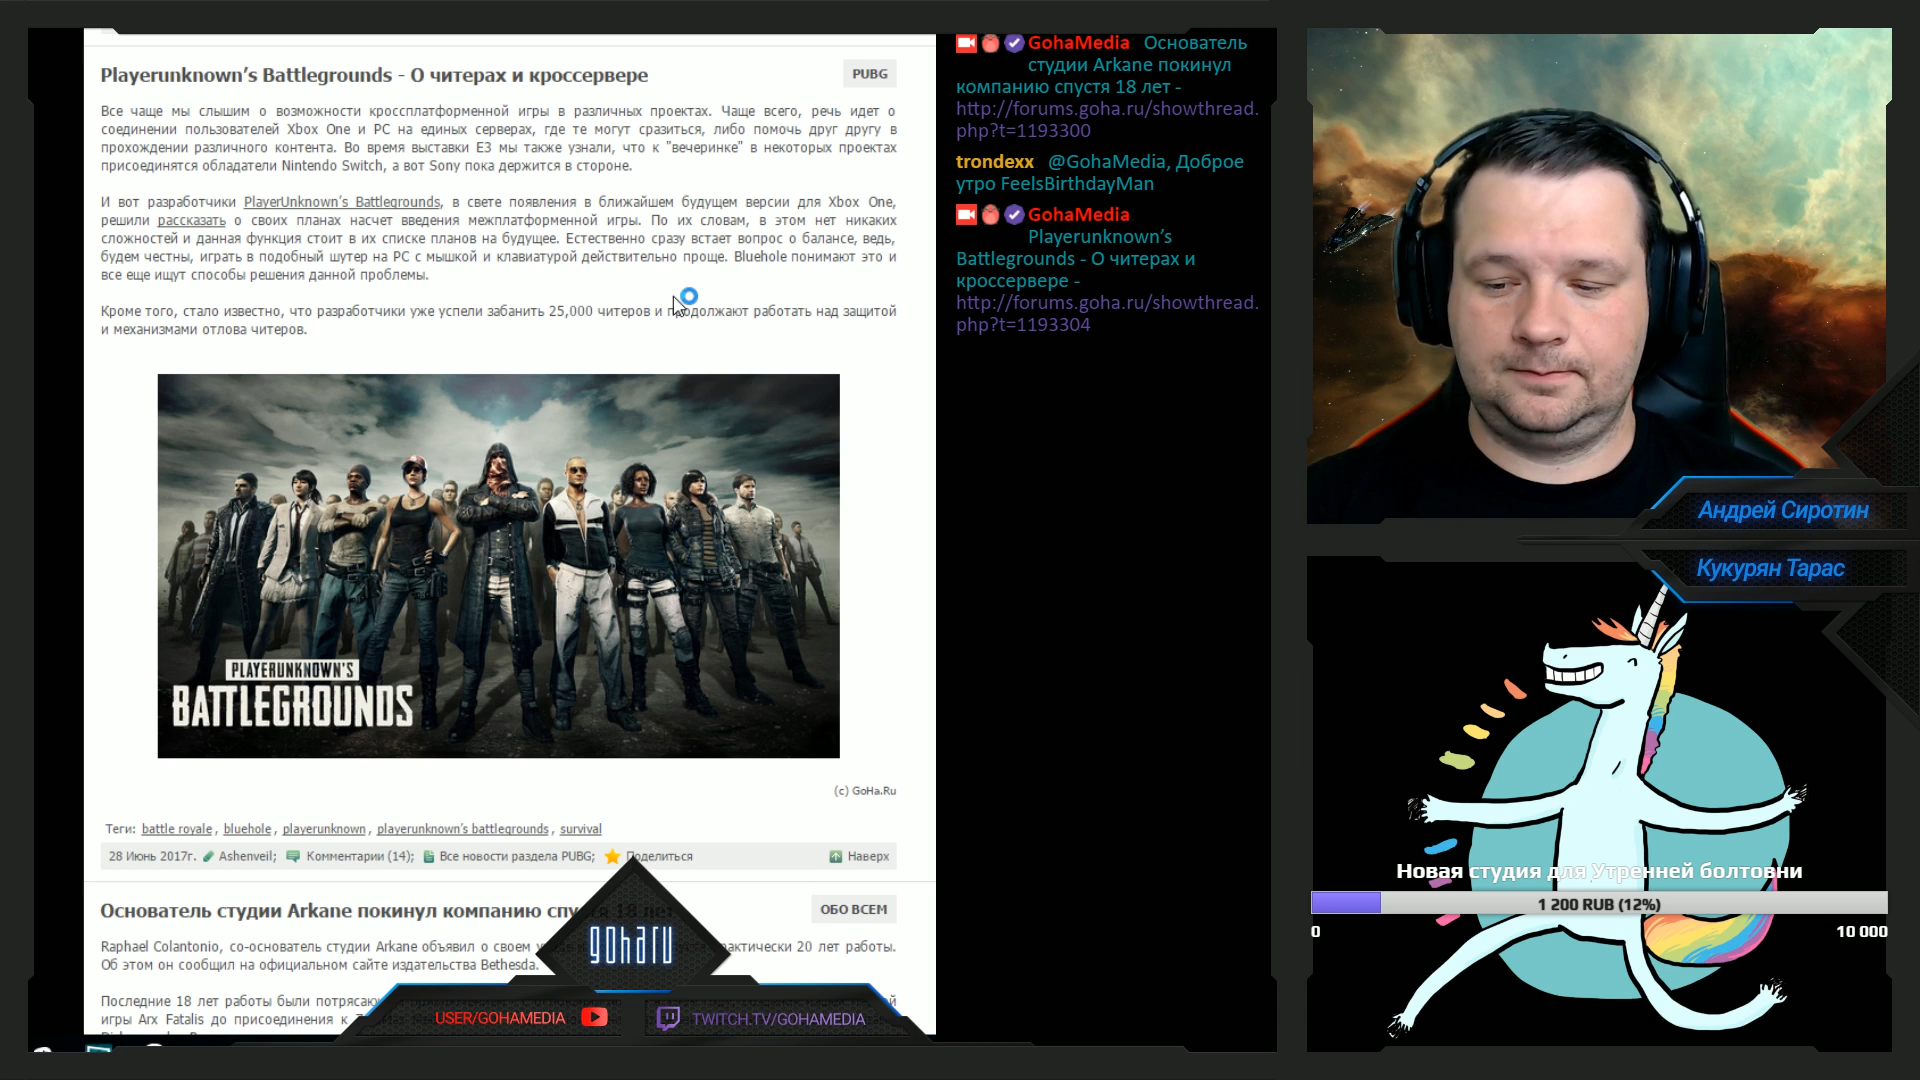 Playerunknown’s Battlegrounds - О читерах и кроссервере
PUBG
Все чаще мы слышим о возможности кроссплатформенной игры в различных проектах. Чаще всего, речь идет о
соединении пользователей Xbox One и PC на единых серверах, где те могут сразиться, либо помочь друг другу в
прохождении различного контента. Во время выставки E3 мы также узнали, что к "вечеринке" в некоторых проектах
присоединятся обладатели Nintendo Switch, а вот Sony пока держится в стороне.
И вот разработчики PlayerUnknown’s Battlegrounds, в свете появления в ближайшем будущем версии для Xbox One,
решили рассказать о своих планах насчет введения межплатформенной игры. По их словам, в этом нет никаких
сложностей и данная функция стоит в их списке планов на будущее. Естественно сразу встает вопрос о балансе, ведь,
будем честны, играть в подобный шутер на PC с мышкой и клавиатурой действительно проще. Bluehole понимают это и
все еще ищут способы решения данной проблемы.
Кроме того, стало известно, что разработчики уже успели забанить 25,000 читеров и продолжают работать над защитой
и механизмами отлова читеров.
PLAYERUNKNOWN'S
BATTLEGROUNDS
(c) GoHa.Ru
Теги: battle royale, bluehole, playerunknown, playerunknown's battlegrounds, survival
28 Июнь 2017г. Ashenveil; Комментарии (14); Все новости раздела PUBG; Поделиться Наверх
Основатель студии Arkane покинул компанию спустя 18 лет
ОБО ВСЕМ
Raphael Colantonio, со-основатель студии Arkane объявил о своем рактически 20 лет работы.
Об этом он сообщил на официальном сайте издательства Bethesda.
Последние 18 лет работы были
игры Arx Fatalis до присоединения к
goharu
USER/GOHAMEDIA
TWITCH.TV/GOHAMEDIA
GohaMedia Основатель
студии Arkane покинул
компанию спустя 18 лет -
http://forums.goha.ru/showthread.
php?t=1193300
trondexx @GohaMedia, Доброе
утро FeelsBirthdayMan
GohaMedia
Playerunknown’s
Battlegrounds - О читерах и
кроссервере -
http://forums.goha.ru/showthread.
php?t=1193304
Андрей Сиротин
Кукурян Тарас
Новая студия для Утренней болтовни
1 200 RUB (12%)
0
10 000